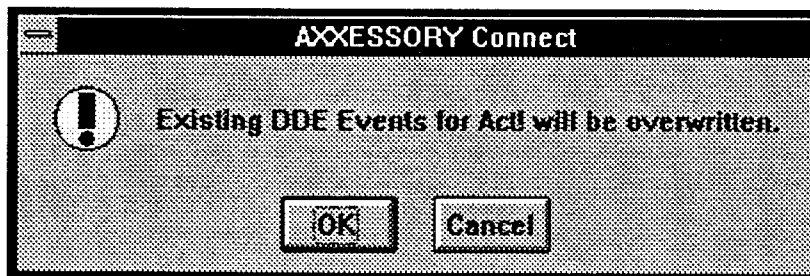 AXXESSORY Connect
Existing DDE Events for Act! will be overwritten.
OK
Cancel